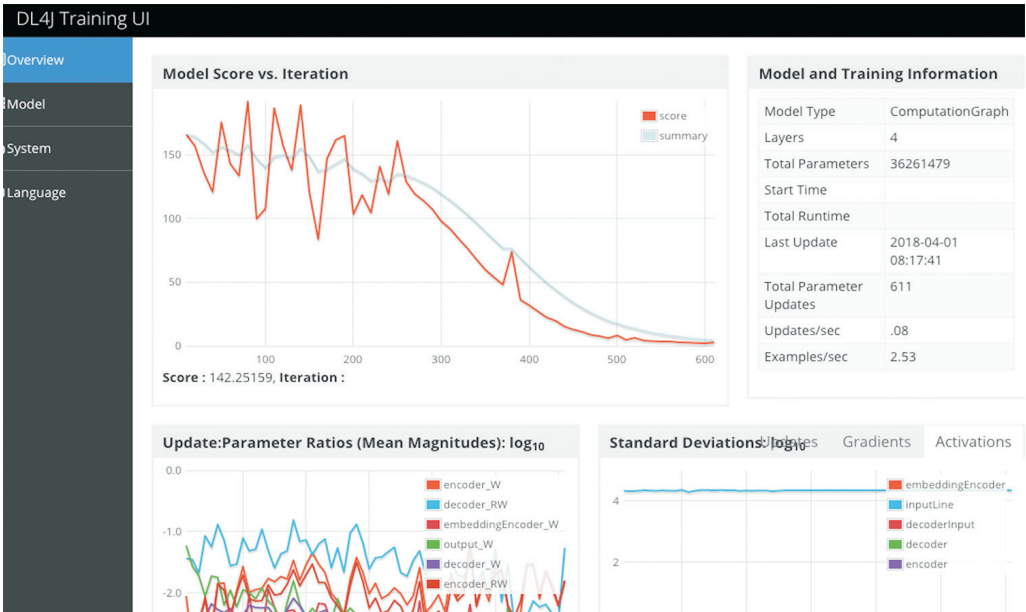 DL4J Training UI
Overview
Model
System
Language
Model Score vs. Iteration
score
summary
150
100
50
0
100 200 300 400 500 600
Score : 142.25159, Iteration :
Model and Training Information
Model Type ComputationGraph
Layers 4
Total Parameters 36261479
Start Time
Total Runtime
Last Update 2018-04-01
08:17:41
Total Parameter 611
Updates
Updates/sec .08
Examples/sec 2.53
Update:Parameter Ratios (Mean Magnitudes): log10
0.0
-1.0
-2.0
encoder_W
decoder_RW
embeddingEncoder_W
output_W
decoder_W
encoder_RW
Standard Deviations: log10 Updates Gradients Activations
4
2
embeddingEncoder
inputLine
decoderInput
decoder
encoder